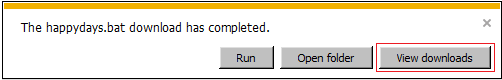 The happydays.bat download has completed.
Run Open folder View downloads